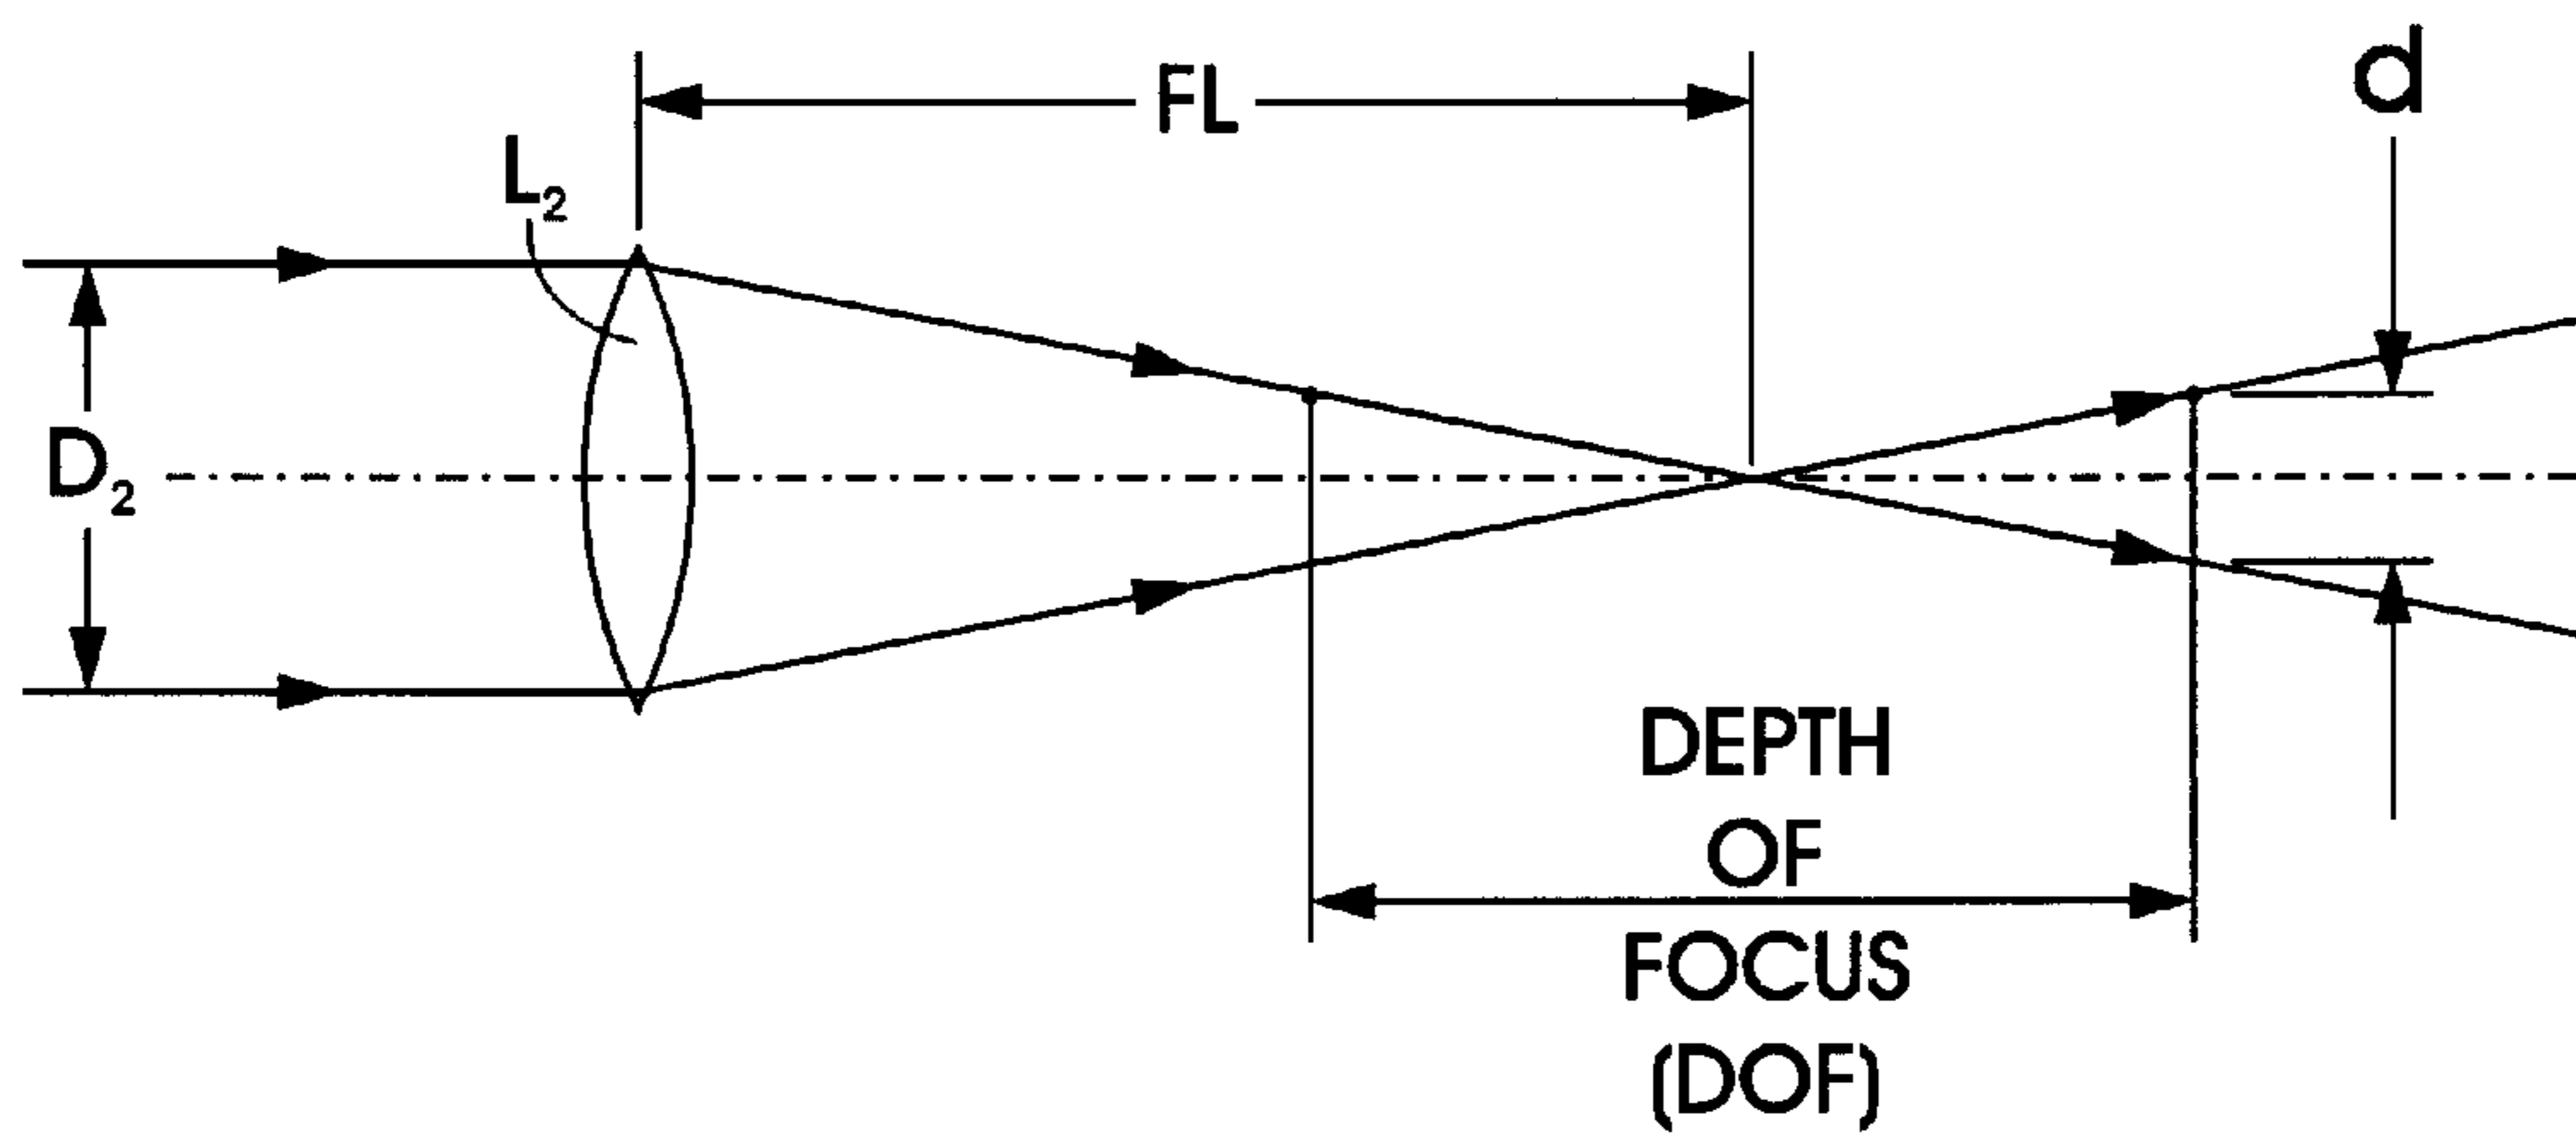 d
FL
L₂
D₂
DEPTH
OF
FOCUS
(DOF)